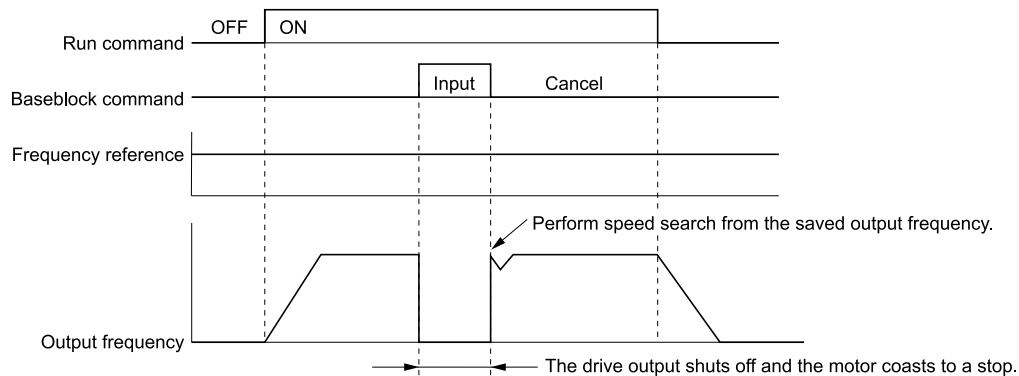 OFF
ON
Run command
Input
Cancel
Baseblock command
Frequency reference
Perform speed search from the saved output frequency.
Output frequency
The drive output shuts off and the motor coasts to a stop.